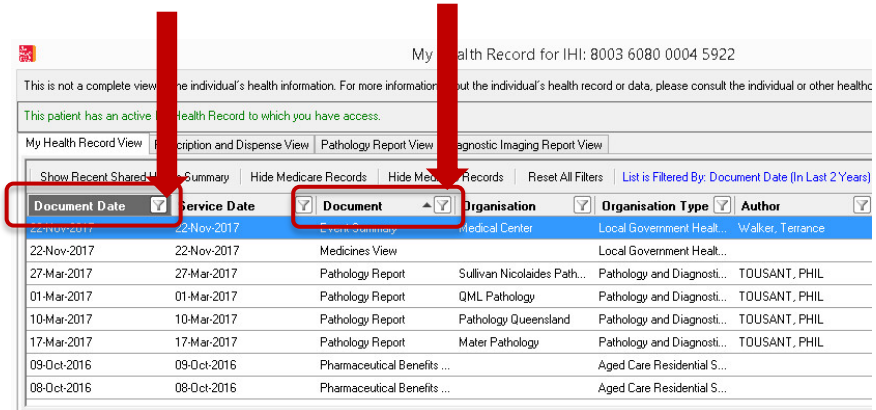 My Health Record for IHI: 8003 6080 0004 5922
This is not a complete view the individual's health information. For more information out the individual's health record or data, please consult the individual or other healthc
This patient has an active Health Record to which you have access.
My Health Record View Prescription and Dispense View Pathology Report View Diagnostic Imaging Report View
Show Recent Shared Summary Hide Medicare Records Hide Records Reset All Filters List is Filtered By: Document Date (In Last 2 Years)
Document Date Service Date Document Organisation Organisation Type Author
22-Nov-2017 22-Nov-2017 Event Summary Medical Center Local Government Healt... Walker, Terrance
22-Nov-2017 22-Nov-2017 Medicines View Local Government Healt...
27-Mar-2017 27-Mar-2017 Pathology Report Sullivan Nicolaides Path... Pathology and Diagnosti... TOUSANT, PHIL
01-Mar-2017 01-Mar-2017 Pathology Report QML Pathology Pathology and Diagnosti... TOUSANT, PHIL
10-Mar-2017 10-Mar-2017 Pathology Report Pathology Queensland Pathology and Diagnosti... TOUSANT, PHIL
17-Mar-2017 17-Mar-2017 Pathology Report Mater Pathology Pathology and Diagnosti... TOUSANT, PHIL
09-Oct-2016 09-Oct-2016 Pharmaceutical Benefits ... Aged Care Residential S...
08-Oct-2016 08-Oct-2016 Pharmaceutical Benefits ... Aged Care Residential S...